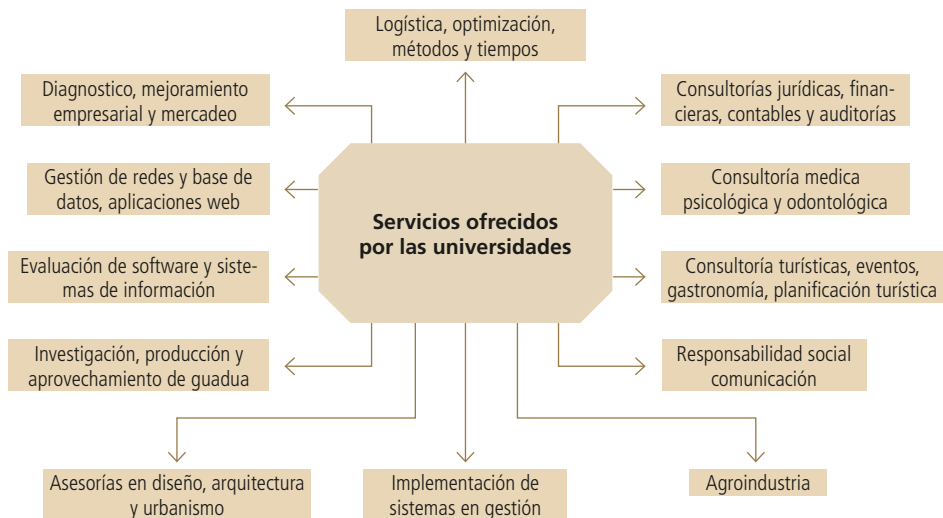 Logística, optimización,
métodos y tiempos
Diagnostico, mejoramiento
empresarial y mercadeo
Consultorías jurídicas, finan-
cieras, contables y auditorías
Gestión de redes y base de
datos, aplicaciones web
Servicios ofrecidos
por las universidades
Consultoría medica
psicológica y odontológica
Evaluación de software y siste-
mas de información
Consultoría turísticas, eventos,
gastronomía, planificación turística
Investigación, producción y
aprovechamiento de guadua
Responsabilidad social
comunicación
Asesorías en diseño, arquitectura
y urbanismo
Implementación de
sistemas en gestión
Agroindustria